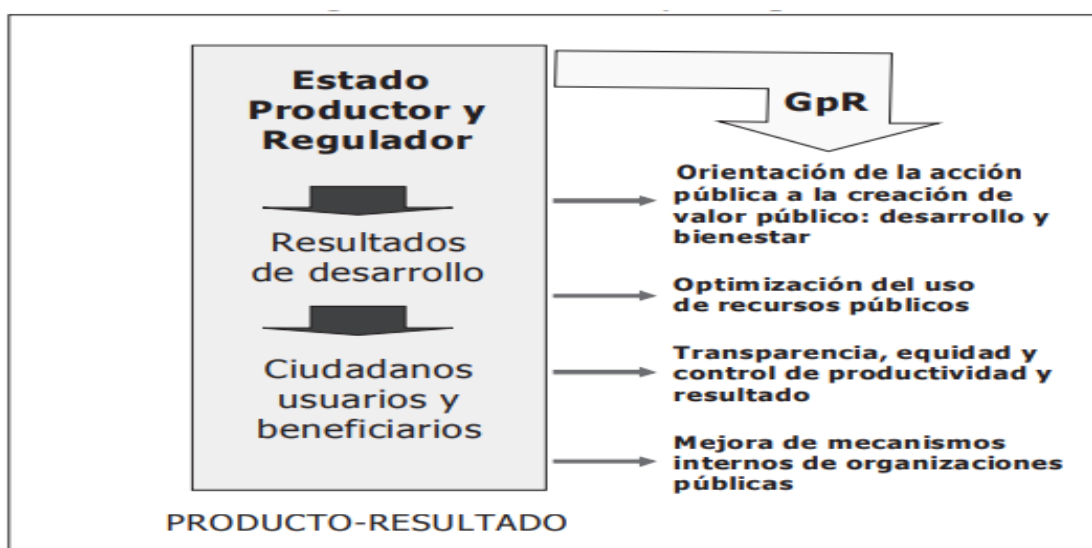 Estado
Productor y
Regulador
Resultados
de desarrollo
Ciudadanos
usuarios y
beneficiarios
PRODUCTO-RESULTADO
GpR
Orientación de la acción
pública a la creación de
valor público: desarrollo y
bienestar
Optimización del uso
de recursos públicos
Transparencia, equidad y
control de productividad y
resultado
Mejora de mecanismos
internos de organizaciones
públicas